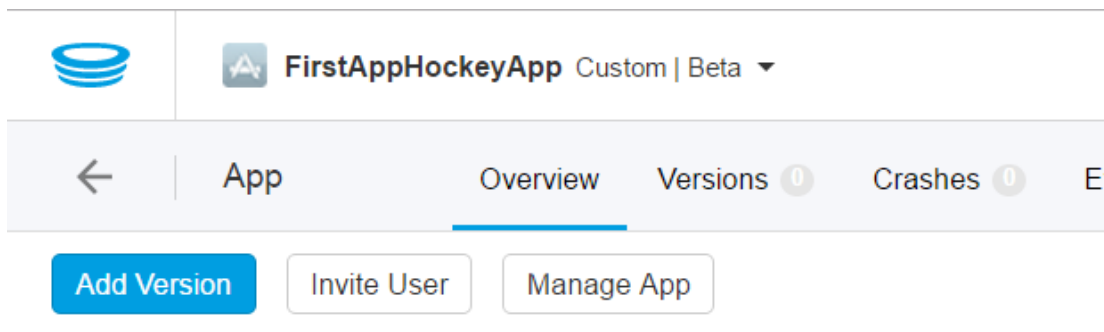 FirstAppHockeyApp Custom | Beta
App Overview Versions 0 Crashes 0 E
Add Version Invite User Manage App